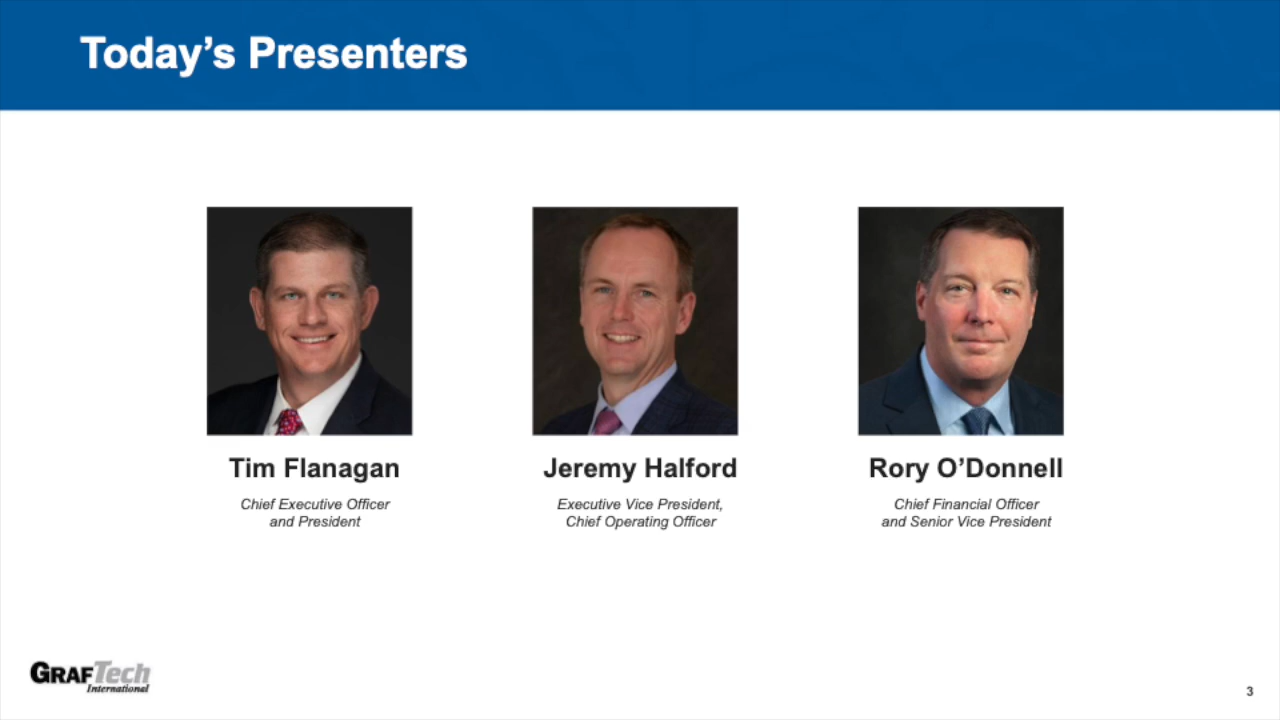 Today’s Presenters
Tim Flanagan
Chief Executive Officer
and President
Jeremy Halford
Executive Vice President,
Chief Operating Officer
Rory O’Donnell
Chief Financial Officer
and Senior Vice President
GRAFTech
International
3